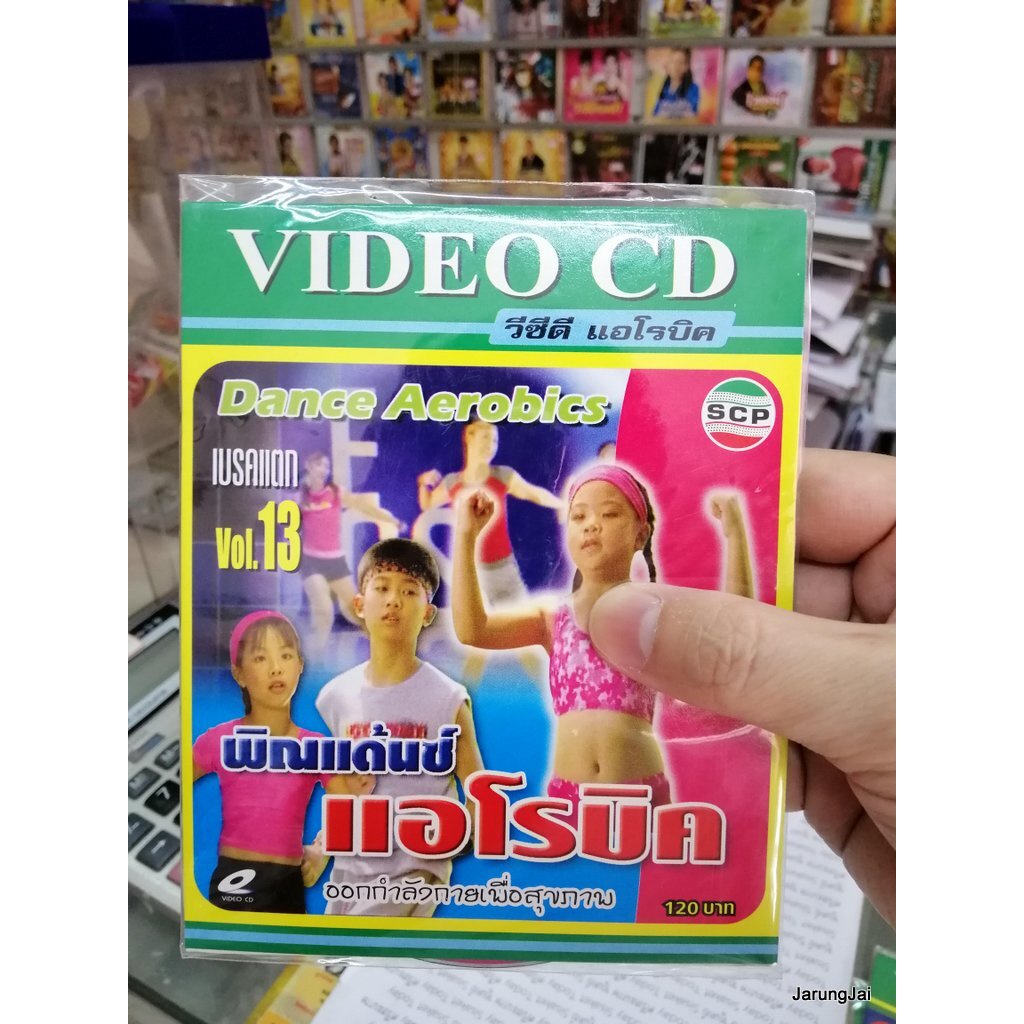 VIDEO CD
วีซีดี แอโรบิค
Dance Aerobics
SCP
เบรคแตก
Vol.13
พิณแด้นซ์
แอโรบิค
ออกกำลังกายเพื่อสุขภาพ
VIDEO CD
120 บาท
JarungJai